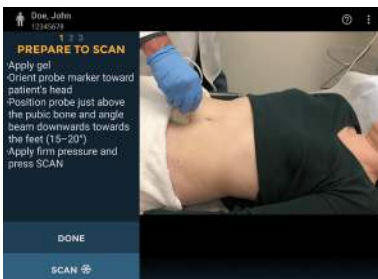 Doe, John
12345678
1 2 3
PREPARE TO SCAN
·Apply gel
·Orient probe marker toward
patient's head
·Position probe just above
the pubic bone and angle
beam downwards towards
the feet (15–20°)
·Apply firm pressure and
press SCAN
DONE
SCAN